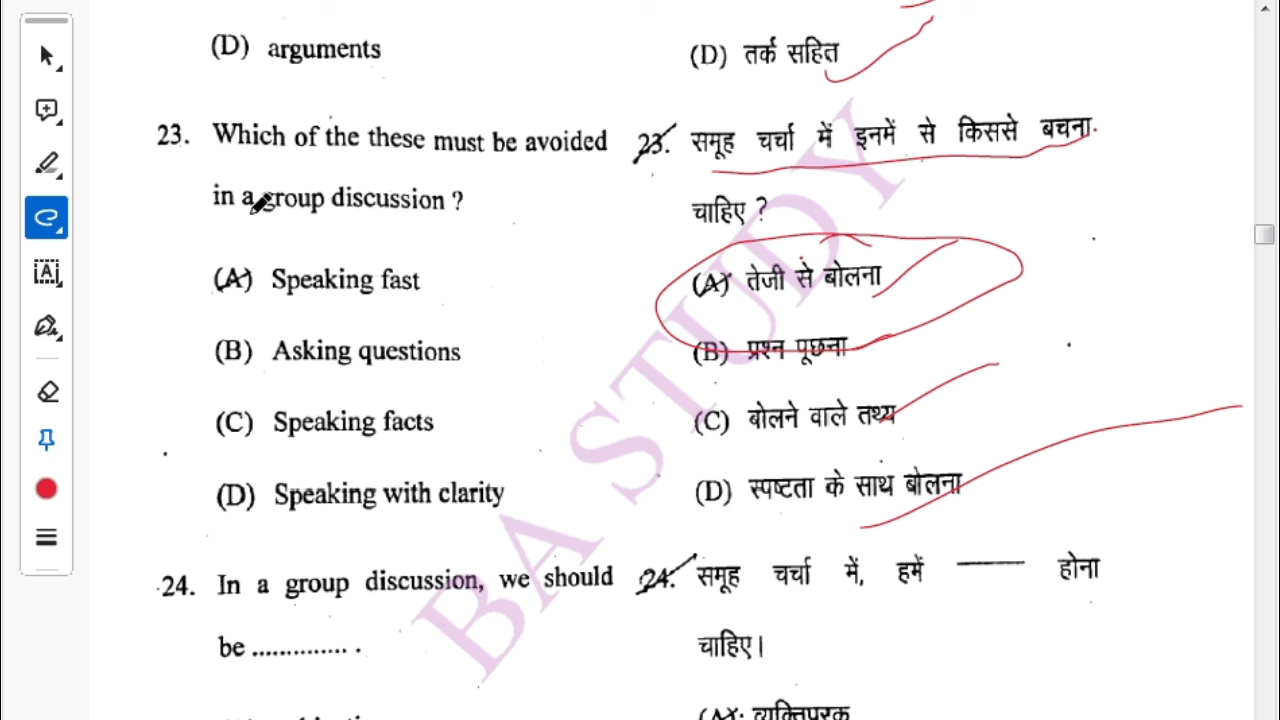 (D) arguments
(D) तर्क सहित
23. Which of the these must be avoided
in a group discussion ?
(A) Speaking fast
(B) Asking questions
(C) Speaking facts
(D) Speaking with clarity
24. In a group discussion, we should
be .............. .
23. समूह चर्चा में इनमें से किससे बचना
चाहिए ?
(A) तेजी से बोलना
(B) प्रश्न पूछना
(C) बोलने वाले तथ्य
(D) स्पष्टता के साथ बोलना
24. समूह चर्चा में, हमें —— होना
चाहिए।
(A) व्यक्तिपरक
BA STUDY